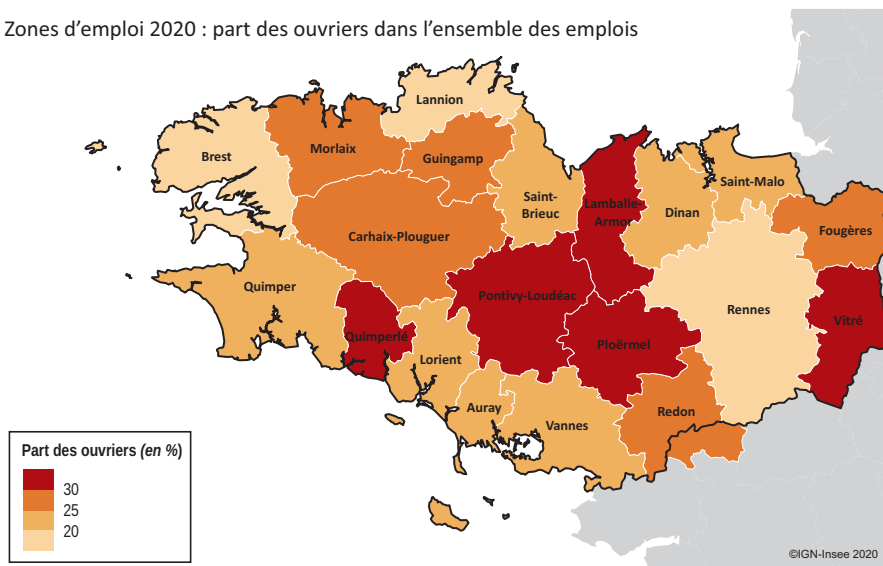 Zones d’emploi 2020 : part des ouvriers dans l’ensemble des emplois
Lannion
Brest
Morlaix
Guingamp
Saint-
Brieuc
Lamballe-
Armor
Dinan
Saint-Malo
Fougères
Carhaix-Plouguer
Quimper
Pontivy-Loudéac
Rennes
Vitré
Quimperlé
Ploërmel
Lorient
Auray
Vannes
Redon
Part des ouvriers (en %)
30
25
20
©IGN-Insee 2020